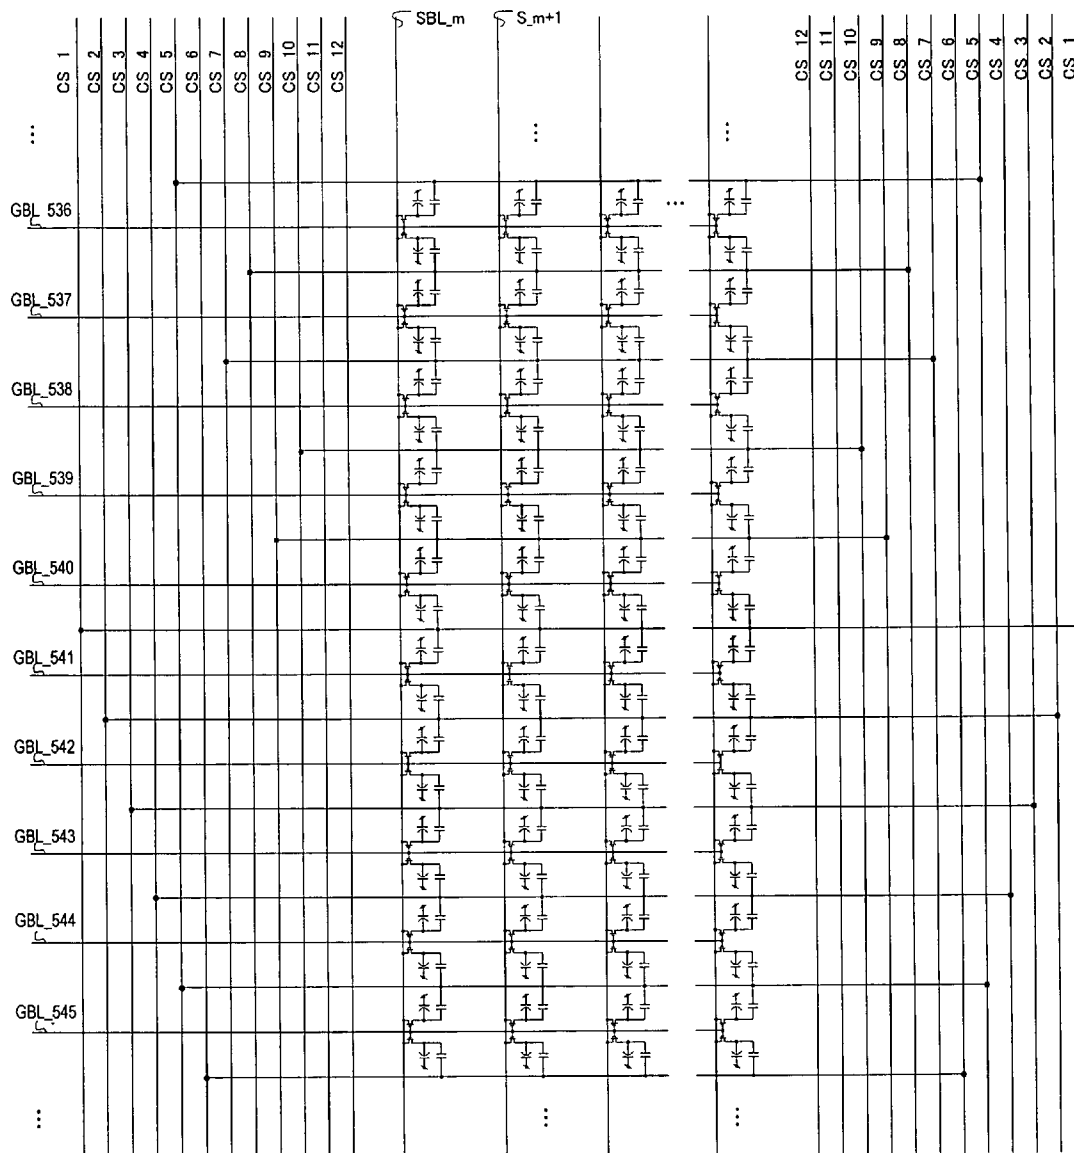 SBL_m
S_m+1
CS 1
CS 2
CS 3
CS 4
CS 5
CS 6
CS 7
CS 8
CS 9
CS 10
CS 11
CS 12
CS 12
CS 11
CS 10
CS 9
CS 8
CS 7
CS 6
CS 5
CS 4
CS 3
CS 2
CS 1
...
...
...
GBL_536
...
GBL_537
GBL_538
GBL_539
GBL_540
GBL_541
GBL_542
GBL_543
GBL_544
GBL_545
...
...
...